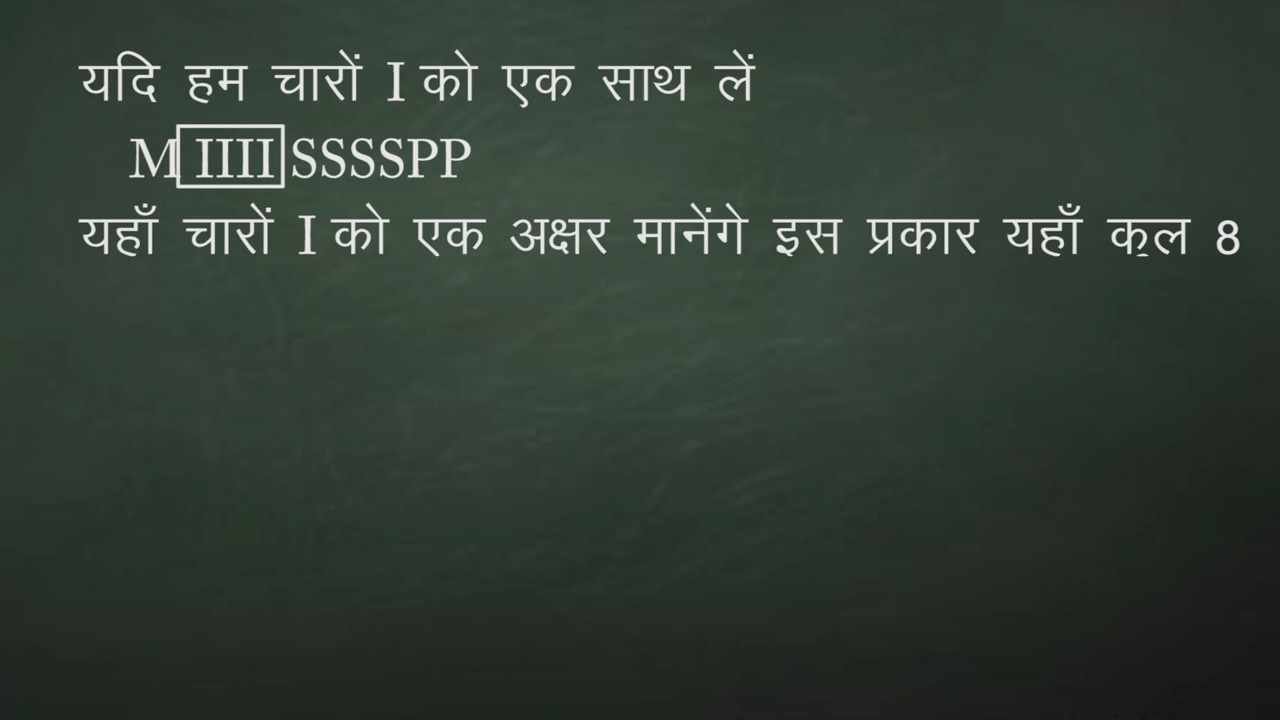 यदि हम चारों I को एक साथ लें
M IIII SSSSPP
यहाँ चारों I को एक अक्षर मानेंगे इस प्रकार यहाँ कुल 8